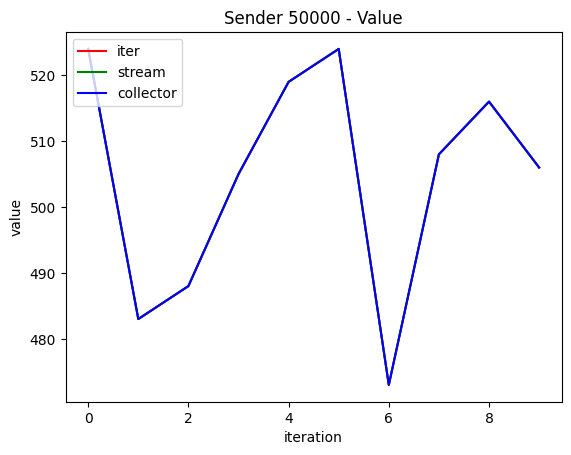 Sender 50000 - Value
iter
stream
collector
520
510
500
490
480
value
0 2 4 6 8
iteration